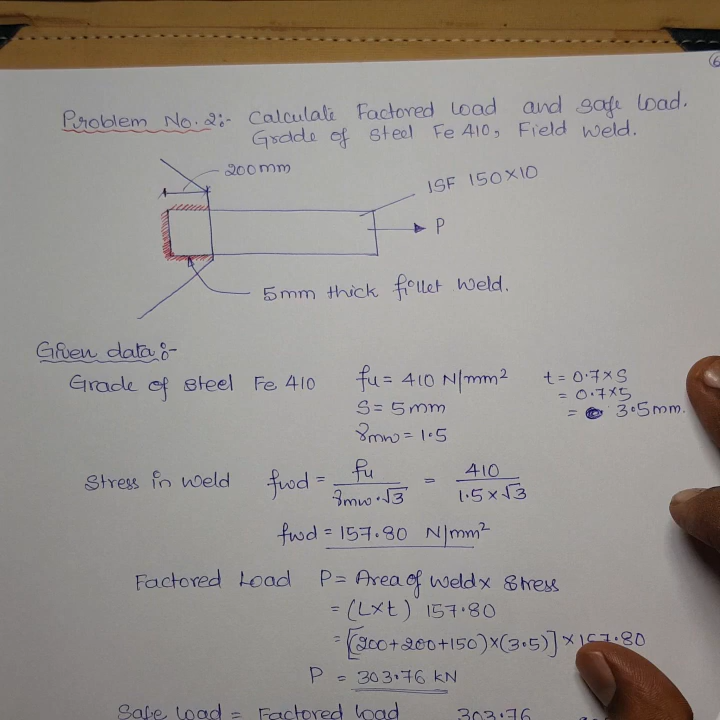 Problem No. 2:- Calculate Factored load and safe load.
Grade of steel Fe 410, Field Weld.
200mm
ISF 150×10
P
5mm thick fillet weld.
Given data:-
Grade of steel Fe 410 fu = 410 N/mm² t = 0.7×S
S = 5mm = 0.7×5
γmw = 1.5 = 3.5mm.
Stress in weld fwd = fu / γmw·√3 = 410 / 1.5×√3
fwd = 157.80 N/mm²
Factored Load P = Area of weld × Stress
= (L×t) 157.80
= [(200+200+150)×(3.5)] × 157.80
P = 303.76 kN
Safe load = Factored load 303.76